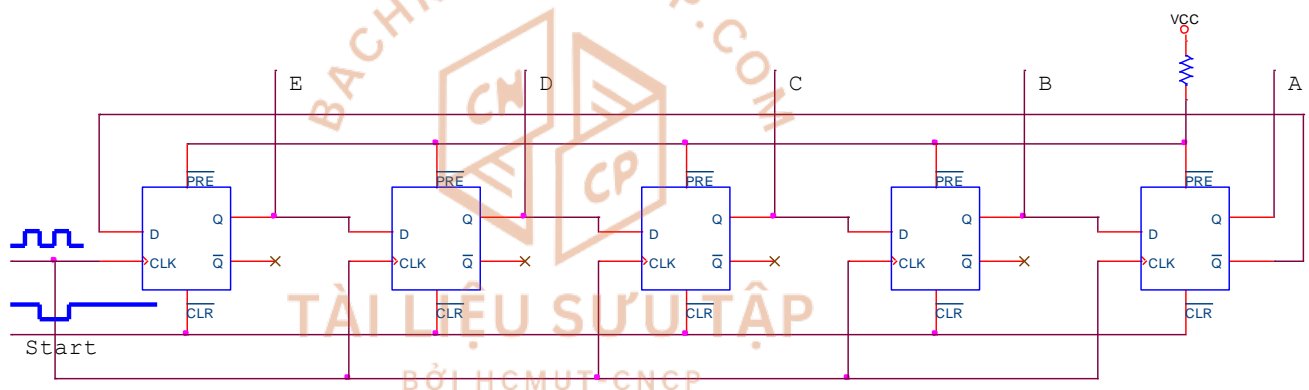 BACHKHOACNCP.COM
CN
CP
VCC
E
D
C
B
A
PRE
PRE
PRE
PRE
PRE
Q
Q
Q
Q
Q
D
D
D
D
D
CLK
Q
CLK
Q
CLK
Q
CLK
Q
CLK
Q
CLR
CLR
CLR
CLR
CLR
TÀI LIỆU SƯU TẬP
Start
BỞI HCMUT-CNCP